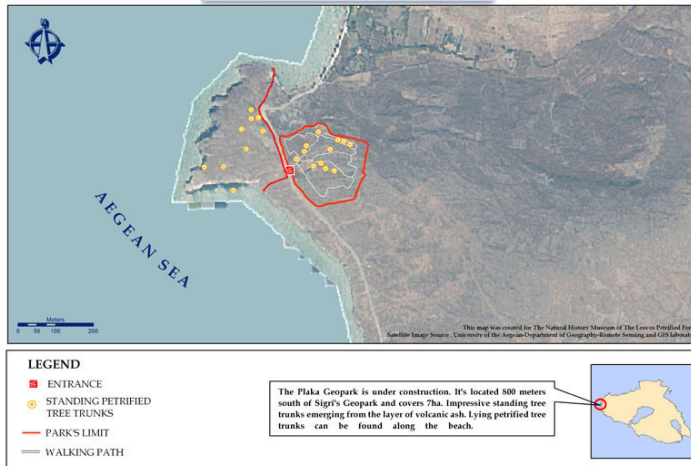 AEGEAN SEA
Meters
0 50 100 200
This map was created for The Natural History Museum of The Lesvos Petrified For
Satellite Image Source : University of the Aegean-Department of Geography-Remote Sensing and GIS laborato
LEGEND
ENTRANCE
STANDING PETRIFIED
TREE TRUNKS
PARK'S LIMIT
WALKING PATH
The Plaka Geopark is under construction. It's located 800 meters
south of Sigri's Geopark and covers 7ha. Impressive standing tree
trunks emerging from the layer of volcanic ash. Lying petrified tree
trunks can be found along the beach.